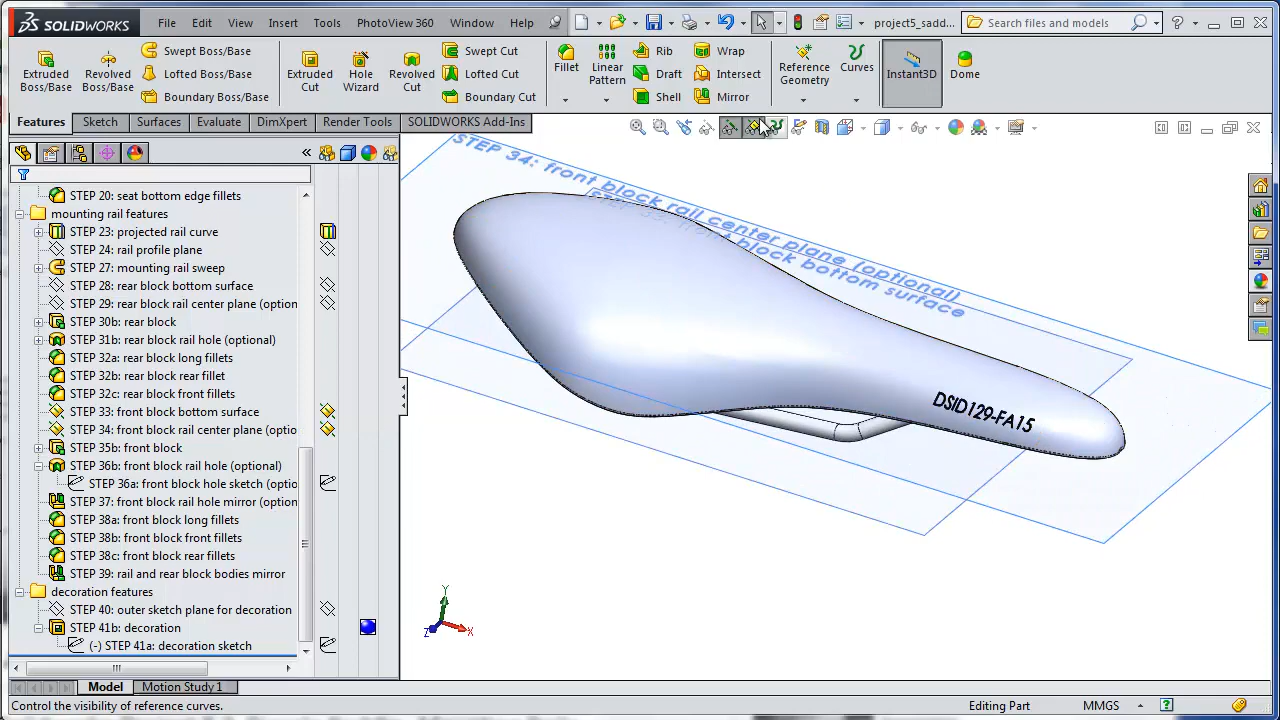 SOLIDWORKS File Edit View Insert Tools PhotoView 360 Window Help project5_sadd... Search files and models
Extruded Boss/Base
Revolved Boss/Base
Swept Boss/Base
Lofted Boss/Base
Boundary Boss/Base
Extruded Cut
Hole Wizard
Revolved Cut
Swept Cut
Lofted Cut
Boundary Cut
Fillet
Linear Pattern
Rib
Draft
Shell
Wrap
Intersect
Mirror
Reference Geometry
Curves
Instant3D
Dome
Features Sketch Surfaces Evaluate DimXpert Render Tools SOLIDWORKS Add-Ins
STEP 20: seat bottom edge fillets
mounting rail features
STEP 23: projected rail curve
STEP 24: rail profile plane
STEP 27: mounting rail sweep
STEP 28: rear block bottom surface
STEP 29: rear block rail center plane (option
STEP 30b: rear block
STEP 31b: rear block rail hole (optional)
STEP 32a: rear block long fillets
STEP 32b: rear block rear fillet
STEP 32c: rear block front fillets
STEP 33: front block bottom surface
STEP 34: front block rail center plane (optio
STEP 35b: front block
STEP 36b: front block rail hole (optional)
STEP 36a: front block hole sketch (optio
STEP 37: front block rail hole mirror (optional)
STEP 38a: front block long fillets
STEP 38b: front block front fillets
STEP 38c: front block rear fillets
STEP 39: rail and rear block bodies mirror
decoration features
STEP 40: outer sketch plane for decoration
STEP 41b: decoration
(-) STEP 41a: decoration sketch
STEP 34: front block rail center plane (optional)
STEP 33: front block bottom surface
DSID129-FA15
Y
Z
X
Model Motion Study 1
Control the visibility of reference curves. Editing Part MMGS